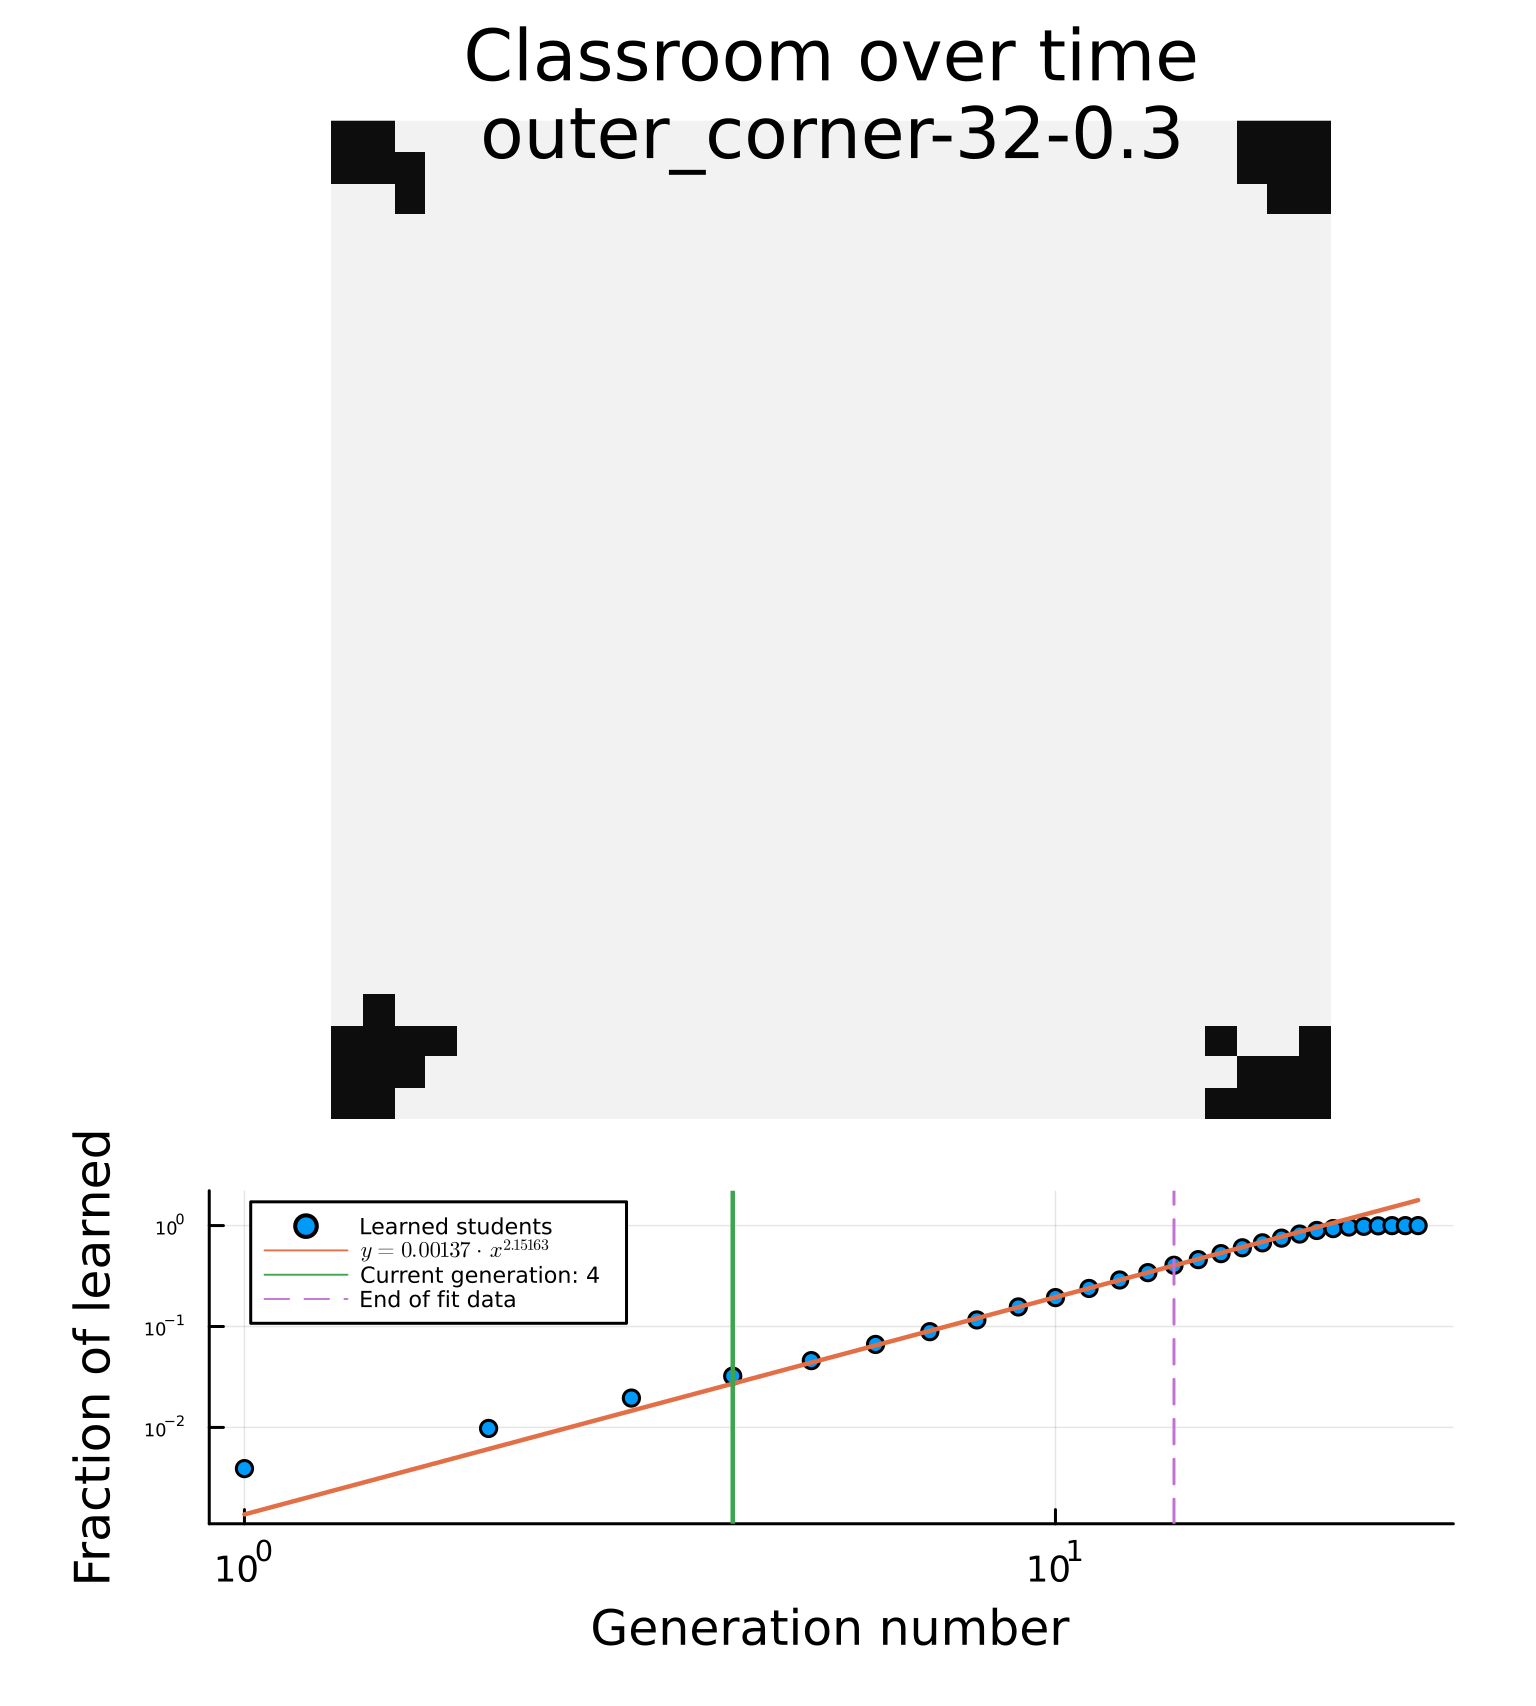 Classroom over time
outer_corner-32-0.3
Fraction of learned
10⁰
10⁻¹
10⁻²
Learned students
y = 0.00137 · x^2.15163
Current generation: 4
End of fit data
10⁰
10¹
Generation number